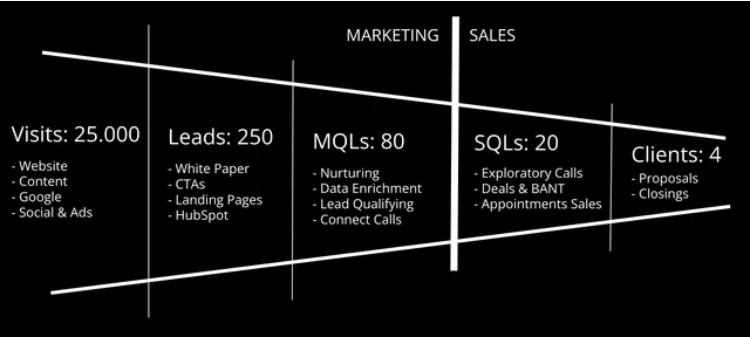 MARKETING
SALES
Visits: 25.000
- Website
- Content
- Google
- Social & Ads
Leads: 250
- White Paper
- CTAs
- Landing Pages
- HubSpot
MQLs: 80
- Nurturing
- Data Enrichment
- Lead Qualifying
- Connect Calls
SQLs: 20
- Exploratory Calls
- Deals & BANT
- Appointments Sales
Clients: 4
- Proposals
- Closings